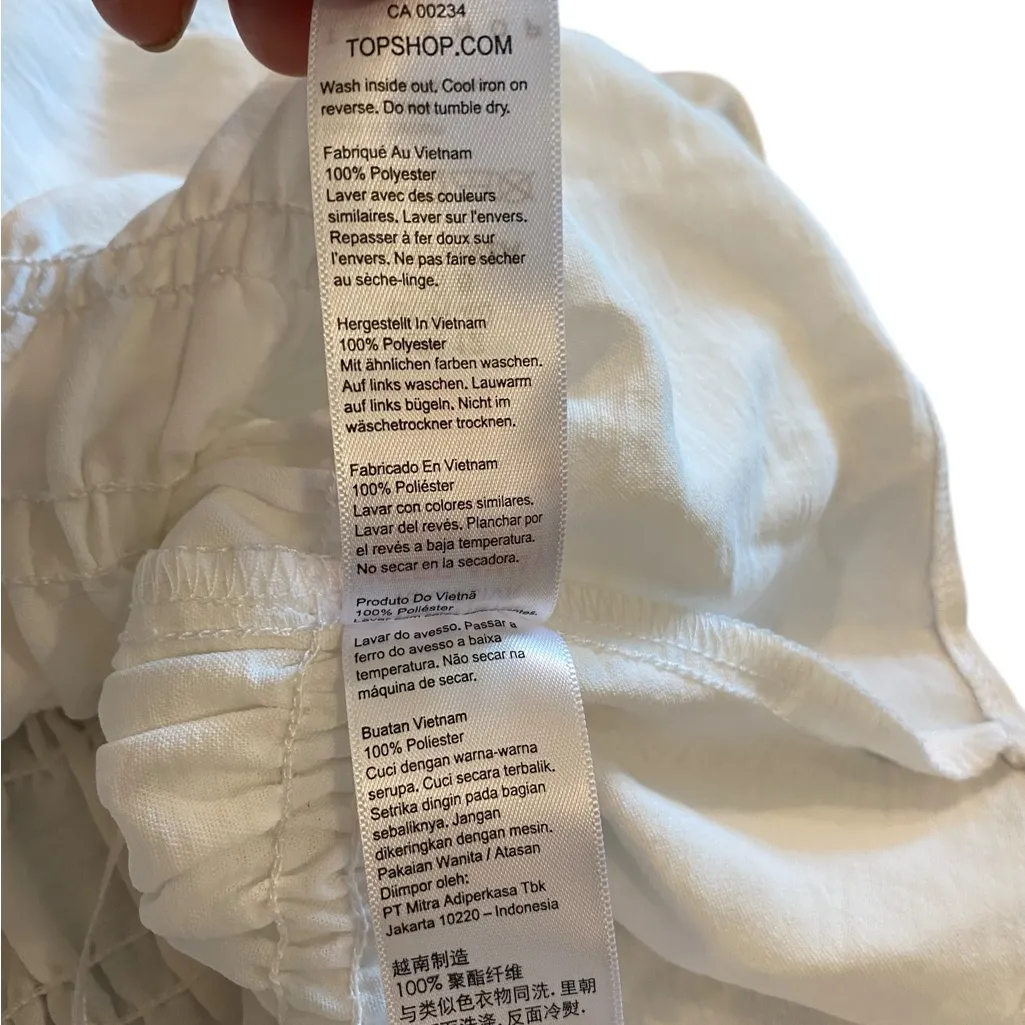 CA 00234
TOPSHOP.COM
Wash inside out. Cool iron on
reverse. Do not tumble dry.
Fabriqué Au Vietnam
100% Polyester
Laver avec des couleurs
similaires. Laver sur l'envers.
Repasser à fer doux sur
l'envers. Ne pas faire sècher
au sèche-linge.
Hergestellt In Vietnam
100% Polyester
Mit ähnlichen farben waschen.
Auf links waschen. Lauwarm
auf links bügeln. Nicht im
wäschetrockner trocknen.
Fabricado En Vietnam
100% Poliéster
Lavar con colores similares.
Lavar del revés. Planchar por
el revés a baja temperatura.
No secar en la secadora.
Produto Do Vietnã
100% Poliéster
Lavar do avesso. Passar a
ferro do avesso a baixa
temperatura. Não secar na
máquina de secar.
Buatan Vietnam
100% Poliester
Cuci dengan warna-warna
serupa. Cuci secara terbalik.
Setrika dingin pada bagian
sebaliknya. Jangan
dikeringkan dengan mesin.
Pakaian Wanita / Atasan
Diimpor oleh:
PT Mitra Adiperkasa Tbk
Jakarta 10220 – Indonesia
越南制造
100% 聚酯纤维
与类似色衣物同洗. 里朝
洗涤. 反面冷熨.